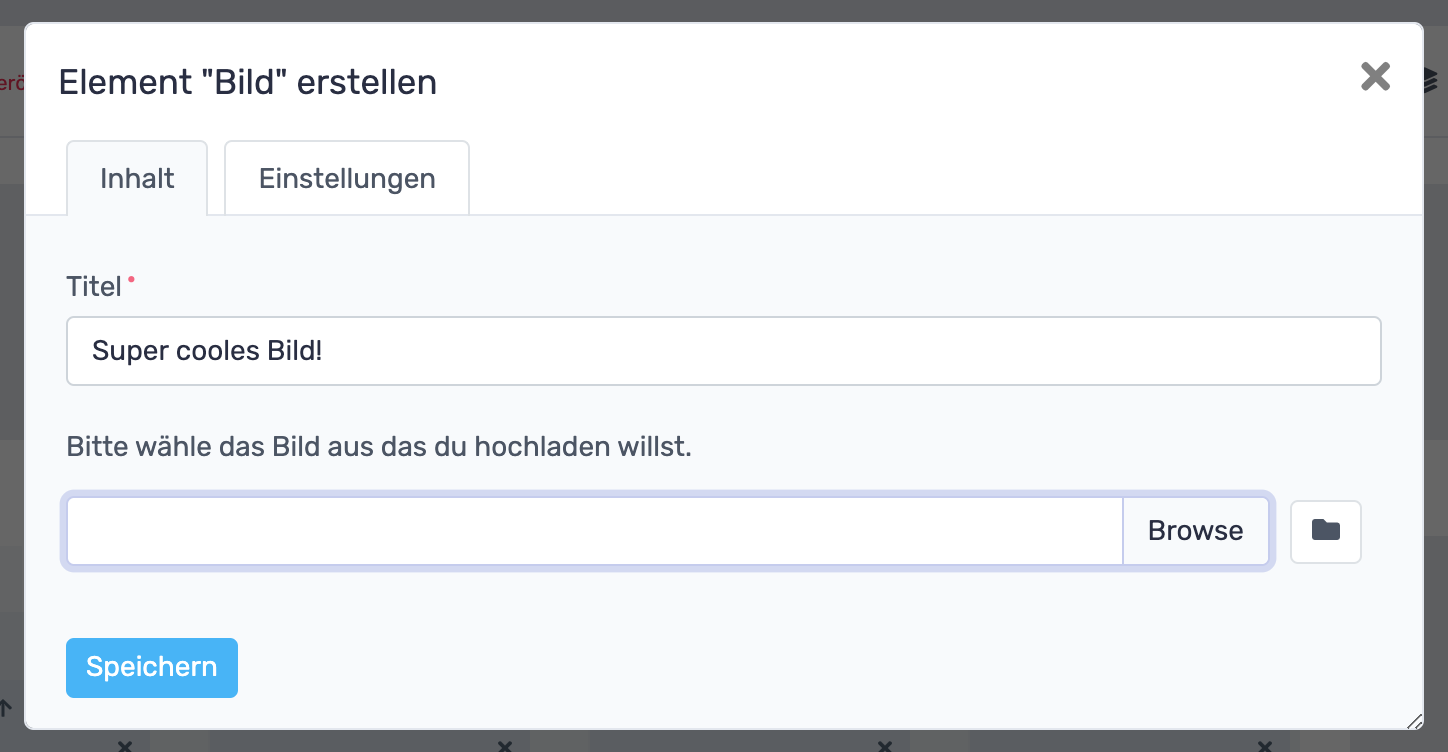 Element "Bild" erstellen
Inhalt
Einstellungen
Titel
Super cooles Bild!
Bitte wähle das Bild aus das du hochladen willst.
Browse
Speichern